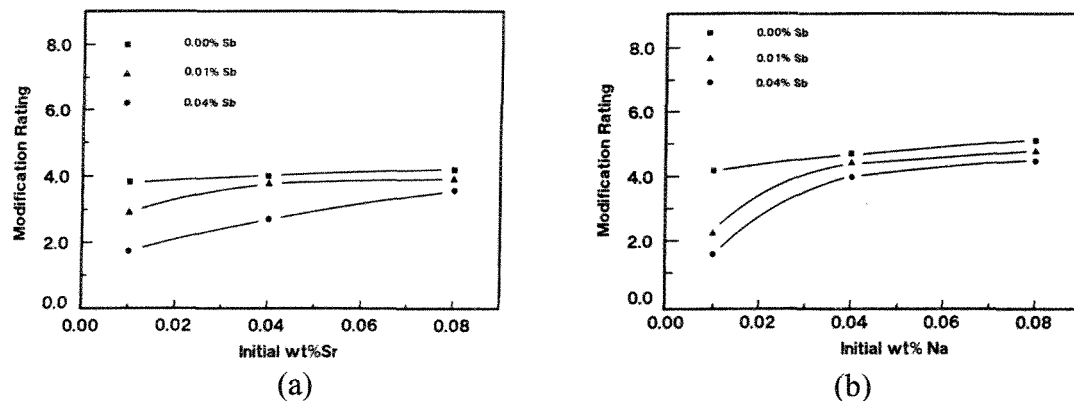 8.0
6.0
4.0
2.0
0.0
Modification Rating
0.00% Sb
0.01% Sb
0.04% Sb
0.00 0.02 0.04 0.06 0.08
Initial wt%Sr
(a)
8.0
6.0
4.0
2.0
0.0
Modification Rating
0.00% Sb
0.01% Sb
0.04% Sb
0.00 0.02 0.04 0.06 0.08
Initial wt% Na
(b)